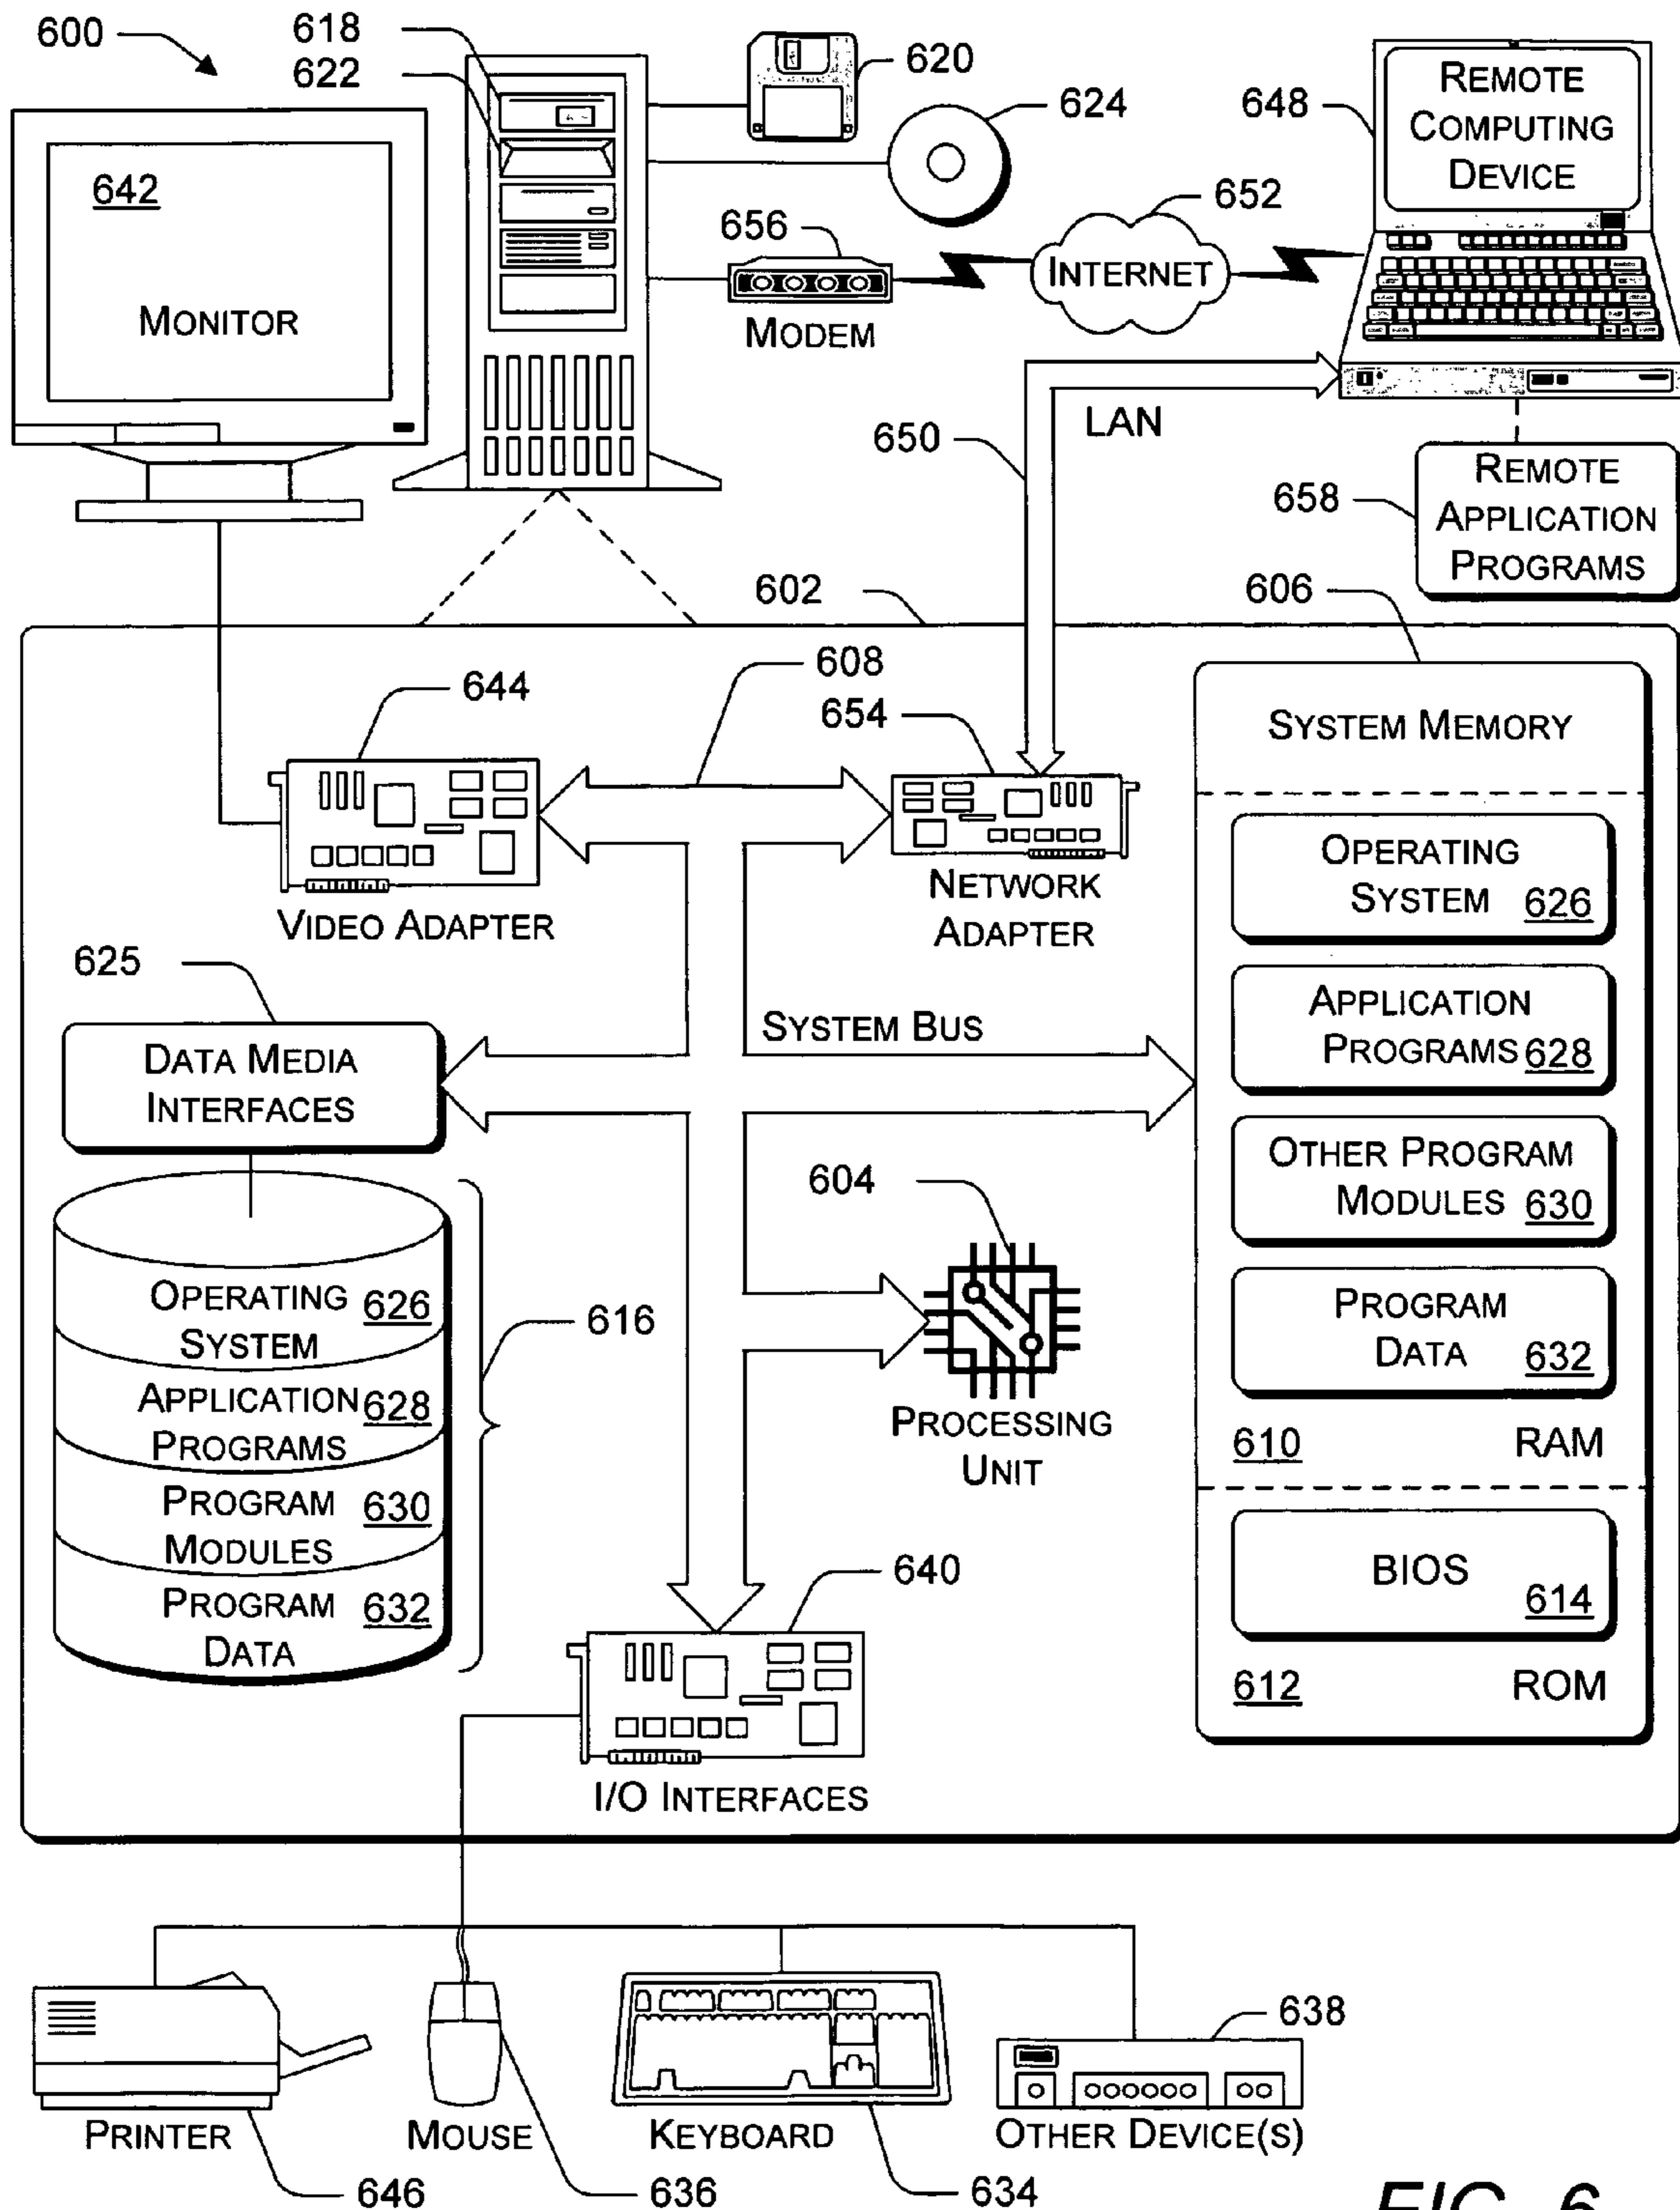 600
618
622
620
624
648
REMOTE
COMPUTING
DEVICE
642
MONITOR
656
MODEM
652
INTERNET
650
LAN
658
REMOTE
APPLICATION
PROGRAMS
602
606
608
644
654
VIDEO ADAPTER
NETWORK
ADAPTER
SYSTEM MEMORY
OPERATING
SYSTEM 626
APPLICATION
PROGRAMS 628
OTHER PROGRAM
MODULES 630
PROGRAM
DATA 632
610 RAM
BIOS
614
612 ROM
625
DATA MEDIA
INTERFACES
SYSTEM BUS
604
PROCESSING
UNIT
OPERATING 626
SYSTEM
APPLICATION 628
PROGRAMS
PROGRAM 630
MODULES
PROGRAM 632
DATA
616
640
I/O INTERFACES
638
PRINTER
MOUSE
KEYBOARD
OTHER DEVICE(S)
646
636
634
FIG. 6